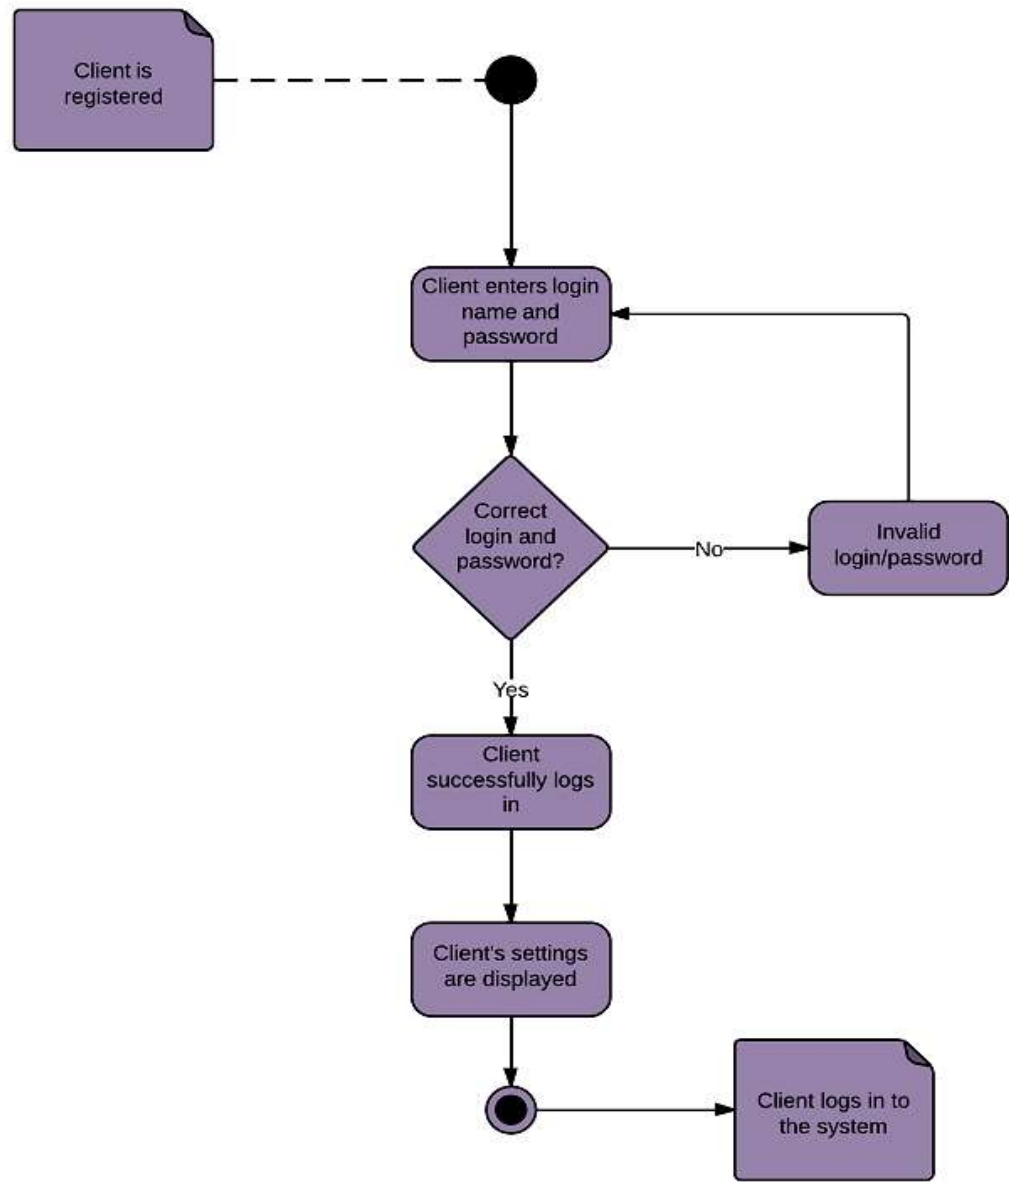 Client is
registered
Client enters login
name and
password
Correct
login and
password?
No
Invalid
login/password
Yes
Client
successfully logs
in
Client's settings
are displayed
Client logs in to
the system